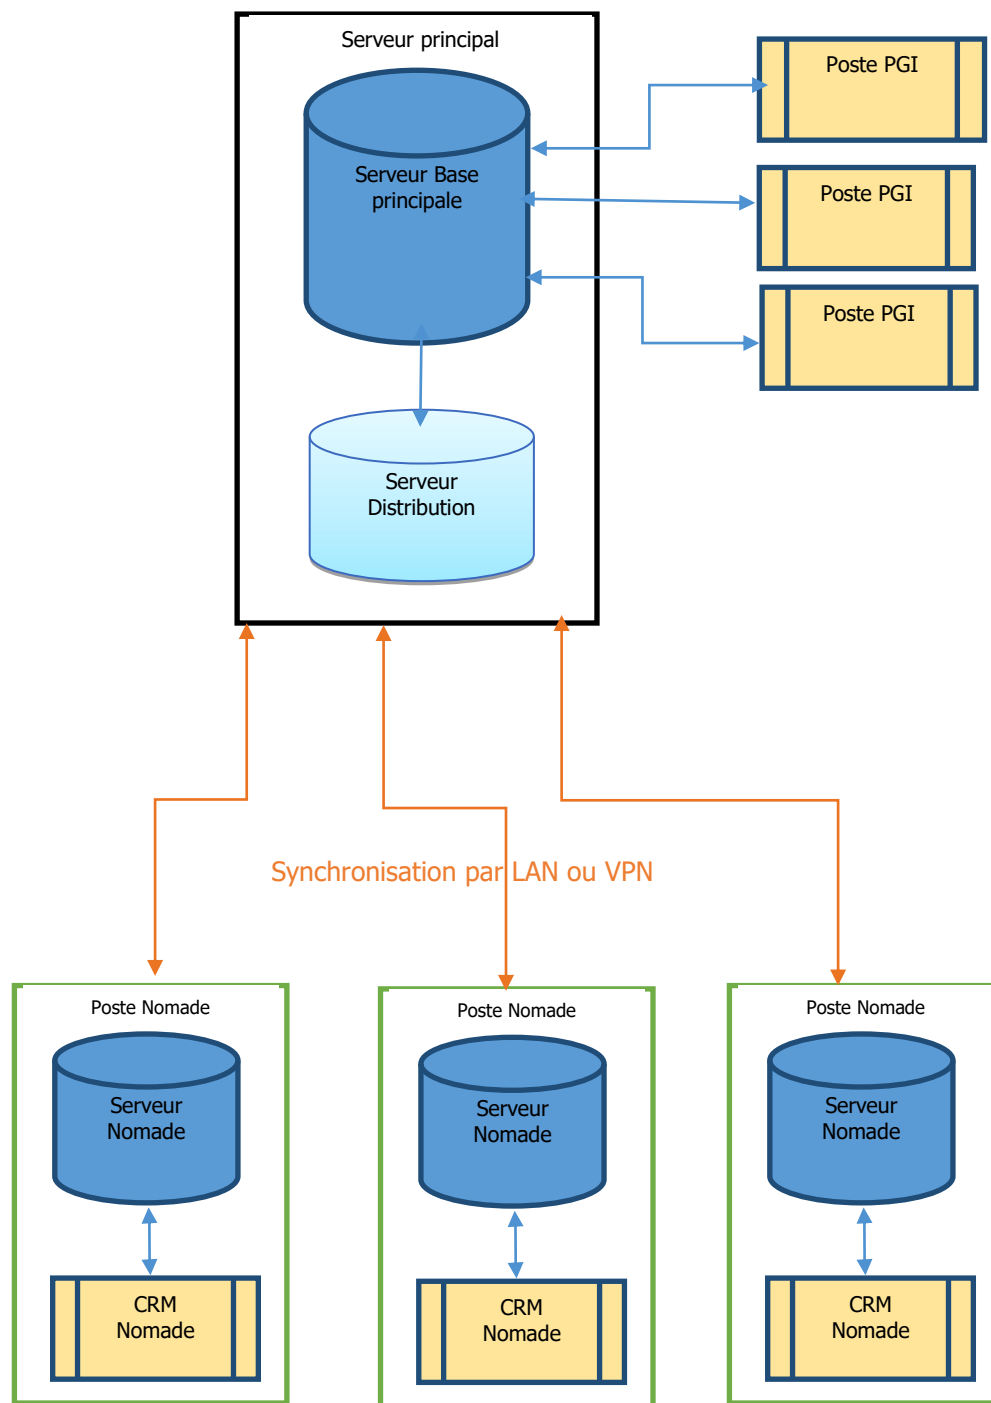 Serveur principal
Poste PGI
Serveur Base
principale
Poste PGI
Poste PGI
Serveur
Distribution
Synchronisation par LAN ou VPN
Poste Nomade
Serveur
Nomade
CRM
Nomade
Poste Nomade
Serveur
Nomade
CRM
Nomade
Poste Nomade
Serveur
Nomade
CRM
Nomade